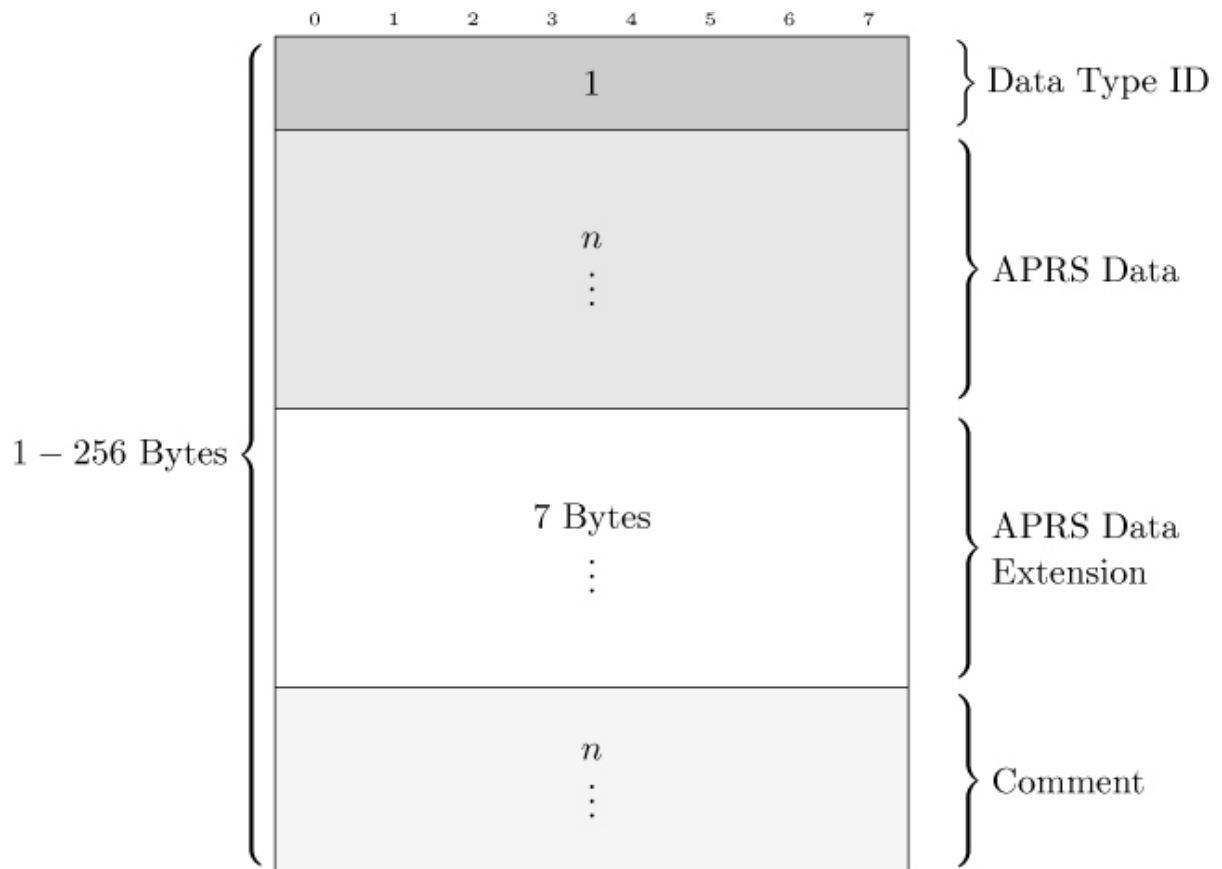 0 1 2 3 4 5 6 7
1
Data Type ID
n
⋮
APRS Data
1 – 256 Bytes
7 Bytes
⋮
APRS Data
Extension
n
⋮
Comment